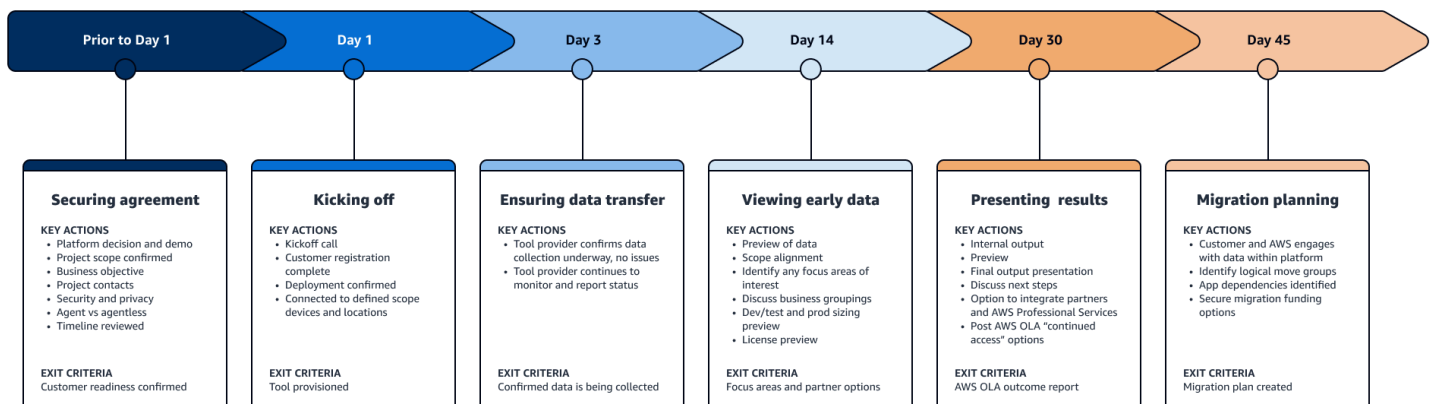 Prior to Day 1
Day 1
Day 3
Day 14
Day 30
Day 45
Securing agreement
KEY ACTIONS
• Platform decision and demo
• Project scope confirmed
• Business objective
• Project contacts
• Security and privacy
• Agent vs agentless
• Timeline reviewed
EXIT CRITERIA
Customer readiness confirmed
Kicking off
KEY ACTIONS
• Kickoff call
• Customer registration
complete
• Deployment confirmed
• Connected to defined scope
devices and locations
EXIT CRITERIA
Tool provisioned
Ensuring data transfer
KEY ACTIONS
• Tool provider confirms data
collection underway, no issues
• Tool provider continues to
monitor and report status
EXIT CRITERIA
Confirmed data is being collected
Viewing early data
KEY ACTIONS
• Preview of data
• Scope alignment
• Identify any focus areas of
interest
• Discuss business groupings
• Dev/test and prod sizing
preview
• License preview
EXIT CRITERIA
Focus areas and partner options
Presenting results
KEY ACTIONS
• Internal output
• Preview
• Final output presentation
• Discuss next steps
• Option to integrate partners
and AWS Professional Services
• Post AWS OLA “continued
access” options
EXIT CRITERIA
AWS OLA outcome report
Migration planning
KEY ACTIONS
• Customer and AWS engages
with data within platform
• Identify logical move groups
• App dependencies identified
• Secure migration funding
options
EXIT CRITERIA
Migration plan created